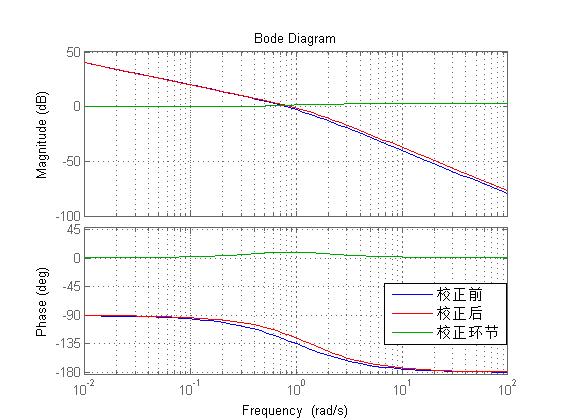 Bode Diagram
Magnitude (dB)
50
0
-50
-100
Phase (deg)
45
0
-45
-90
-135
-180
校正前
校正后
校正环节
10^-2
10^-1
10^0
10^1
10^2
Frequency (rad/s)